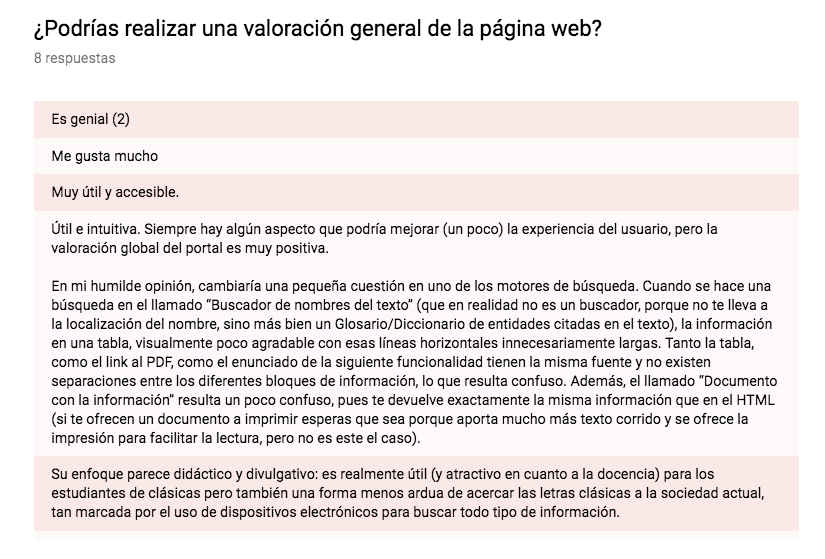 ¿Podrías realizar una valoración general de la página web?
8 respuestas
Es genial (2)
Me gusta mucho
Muy útil y accesible.
Útil e intuitiva. Siempre hay algún aspecto que podría mejorar (un poco) la experiencia del usuario, pero la
valoración global del portal es muy positiva.
En mi humilde opinión, cambiaría una pequeña cuestión en uno de los motores de búsqueda. Cuando se hace una
búsqueda en el llamado “Buscador de nombres del texto” (que en realidad no es un buscador, porque no te lleva a
la localización del nombre, sino más bien un Glosario/Diccionario de entidades citadas en el texto), la información
en una tabla, visualmente poco agradable con esas líneas horizontales innecesariamente largas. Tanto la tabla,
como el link al PDF, como el enunciado de la siguiente funcionalidad tienen la misma fuente y no existen
separaciones entre los diferentes bloques de información, lo que resulta confuso. Además, el llamado “Documento
con la información” resulta un poco confuso, pues te devuelve exactamente la misma información que en el HTML
(si te ofrecen un documento a imprimir esperas que sea porque aporta mucho más texto corrido y se ofrece la
impresión para facilitar la lectura, pero no es este el caso).
Su enfoque parece didáctico y divulgativo: es realmente útil (y atractivo en cuanto a la docencia) para los
estudiantes de clásicas pero también una forma menos ardua de acercar las letras clásicas a la sociedad actual,
tan marcada por el uso de dispositivos electrónicos para buscar todo tipo de información.